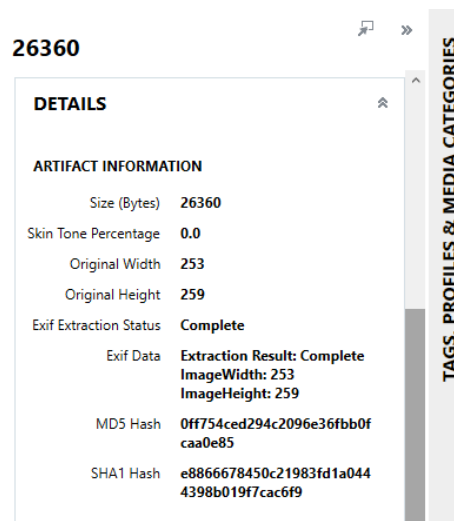 26360
DETAILS
ARTIFACT INFORMATION
Size (Bytes) 26360
Skin Tone Percentage 0.0
Original Width 253
Original Height 259
Exif Extraction Status Complete
Exif Data Extraction Result: Complete
ImageWidth: 253
ImageHeight: 259
MD5 Hash 0ff754ced294c2096e36fbb0f
caa0e85
SHA1 Hash e8866678450c21983fd1a044
4398b019f7cac6f9
TAGS, PROFILES & MEDIA CATEGORIES